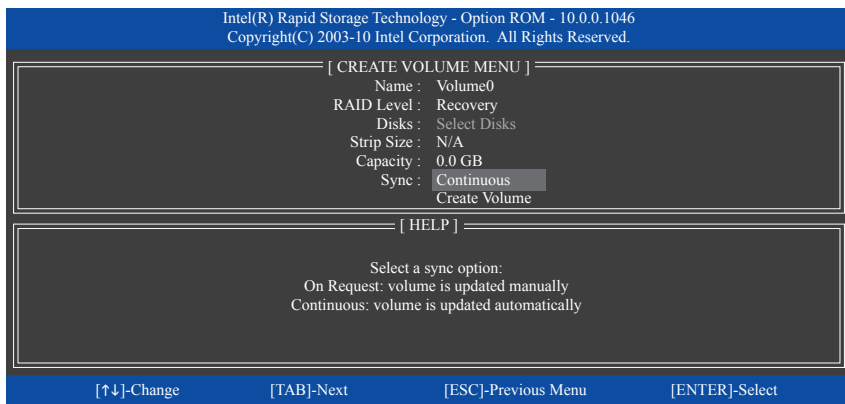 Intel(R) Rapid Storage Technology - Option ROM - 10.0.0.1046
Copyright(C) 2003-10 Intel Corporation. All Rights Reserved.
[ CREATE VOLUME MENU ]
Name : Volume0
RAID Level : Recovery
Disks : Select Disks
Strip Size : N/A
Capacity : 0.0 GB
Sync : Continuous
Create Volume
[ HELP ]
Select a sync option:
On Request: volume is updated manually
Continuous: volume is updated automatically
[↑↓]-Change [TAB]-Next [ESC]-Previous Menu [ENTER]-Select